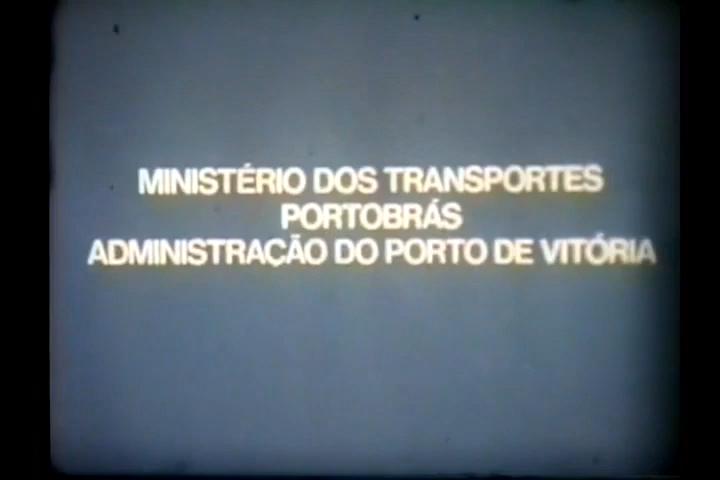 MINISTÉRIO DOS TRANSPORTES
PORTOBRÁS
ADMINISTRAÇÃO DO PORTO DE VITÓRIA